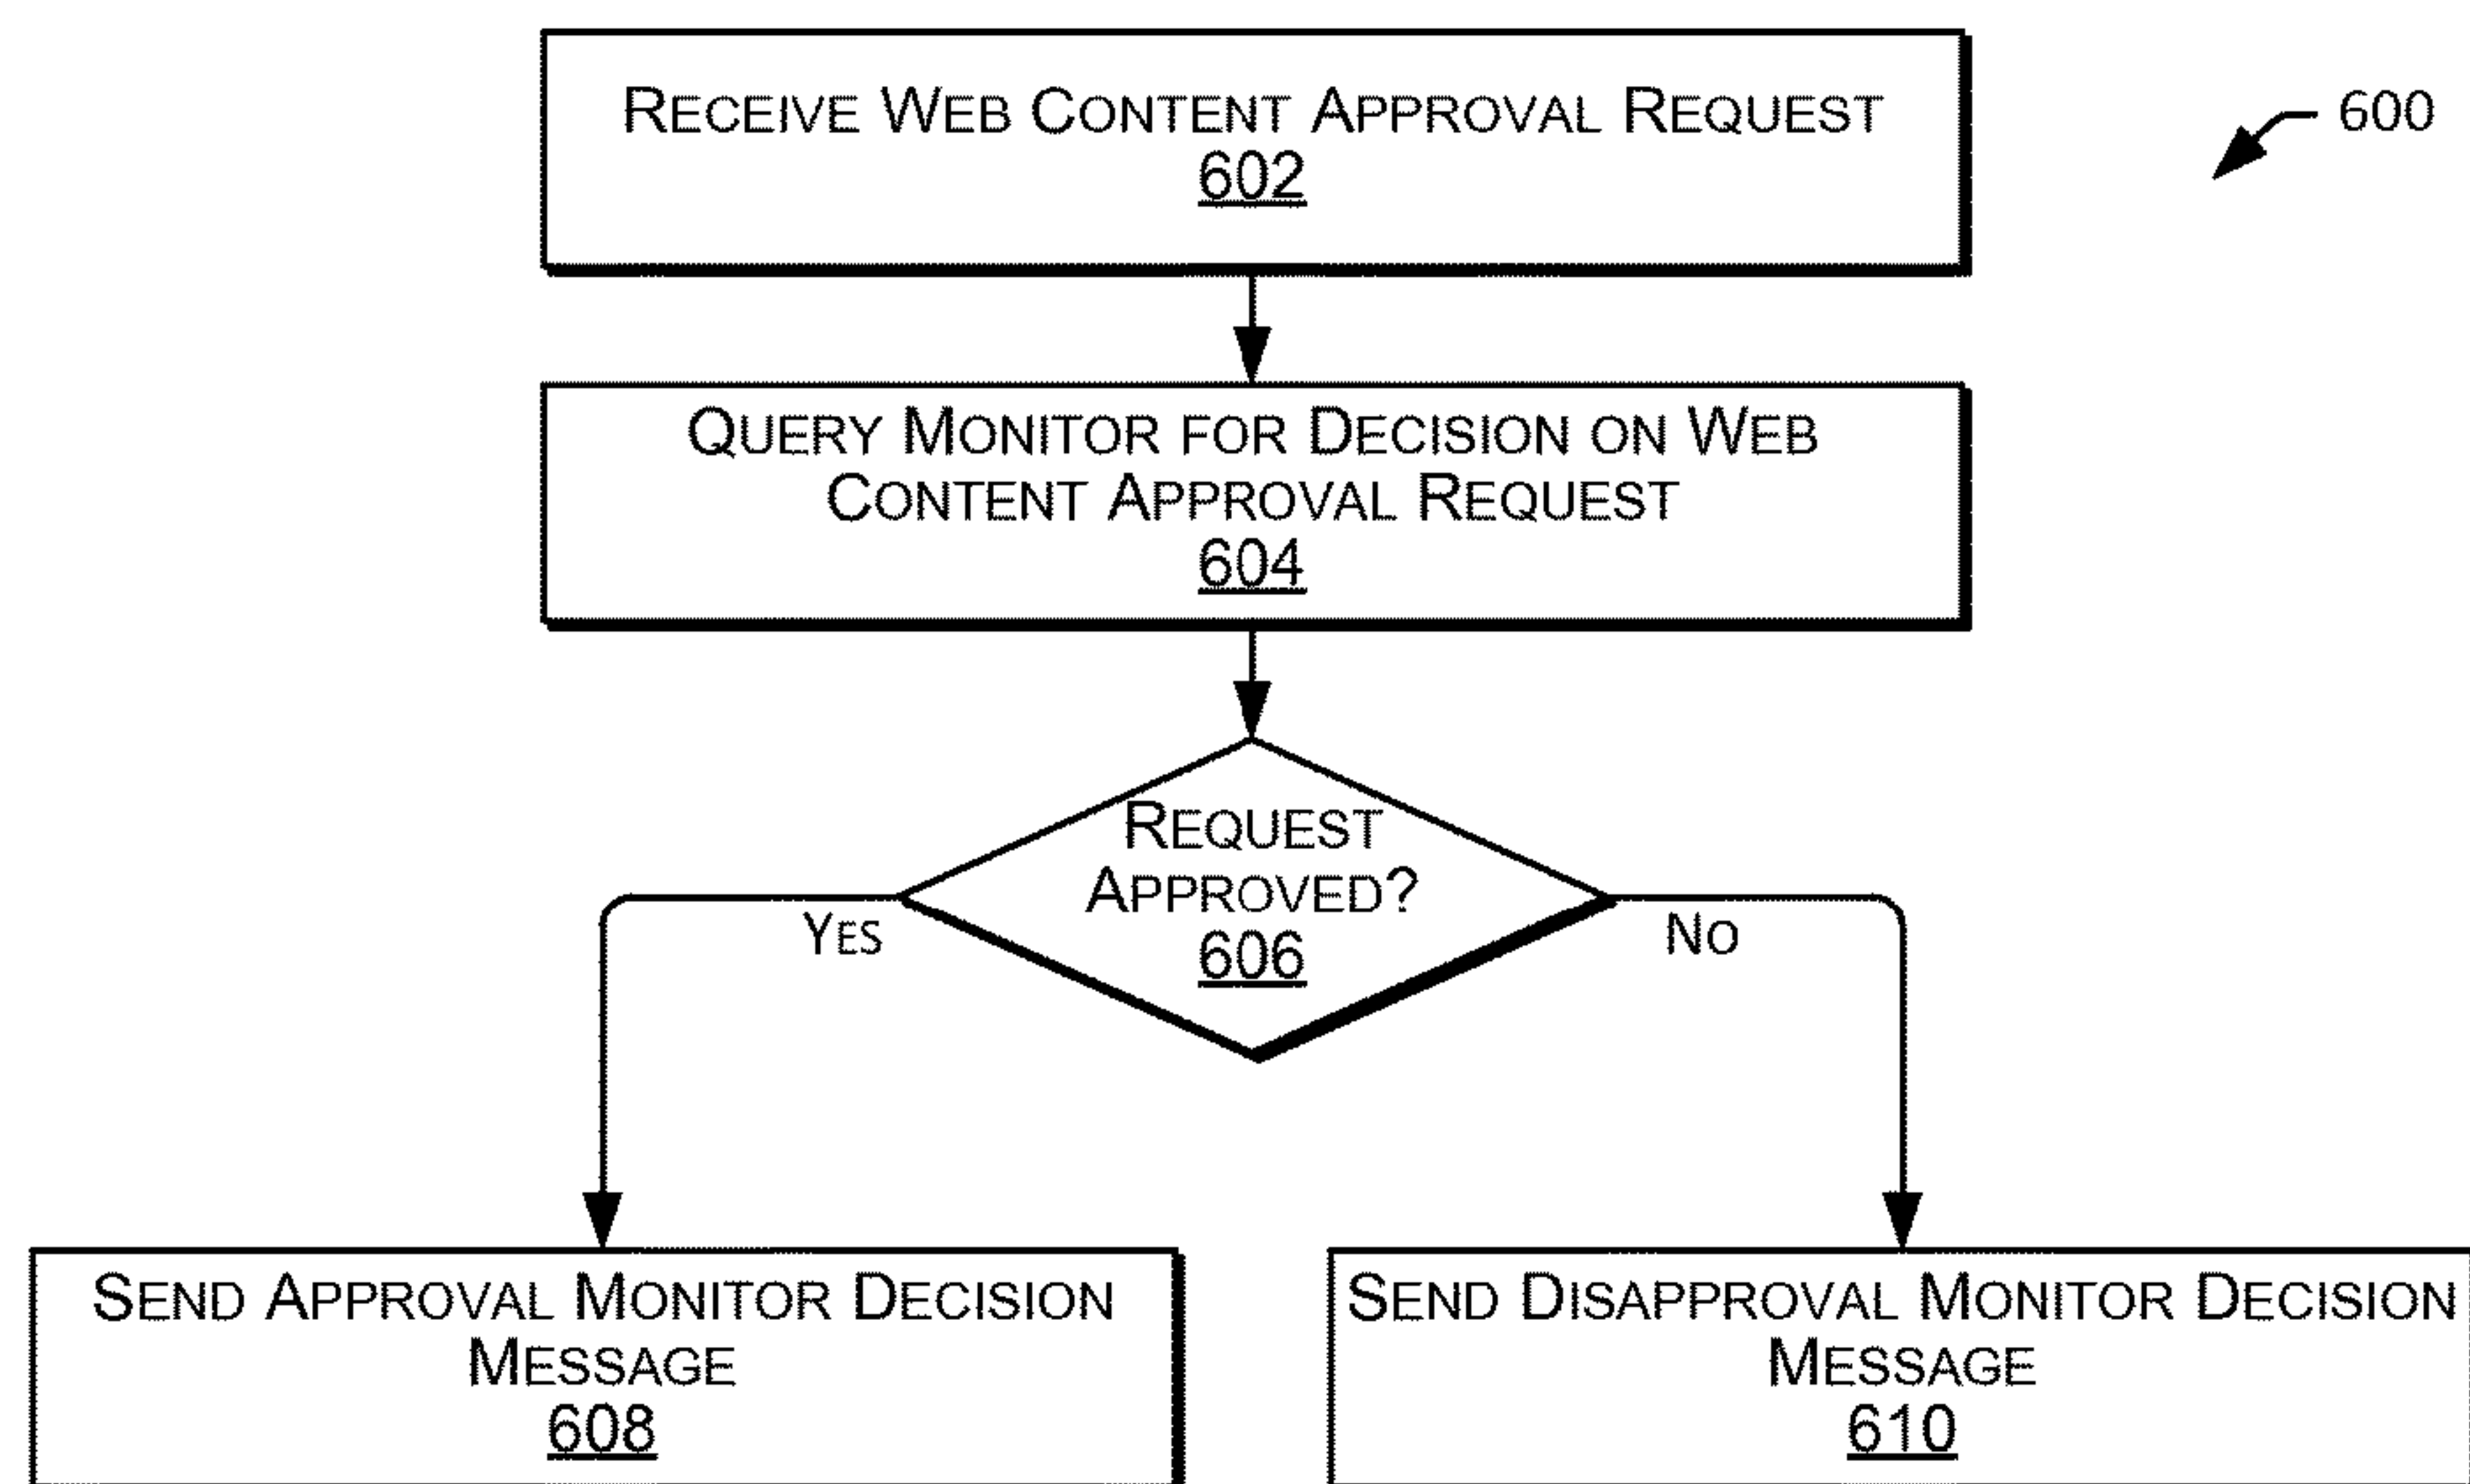 RECEIVE WEB CONTENT APPROVAL REQUEST
602
600
QUERY MONITOR FOR DECISION ON WEB
CONTENT APPROVAL REQUEST
604
REQUEST
APPROVED?
606
YES
NO
SEND APPROVAL MONITOR DECISION
MESSAGE
608
SEND DISAPPROVAL MONITOR DECISION
MESSAGE
610